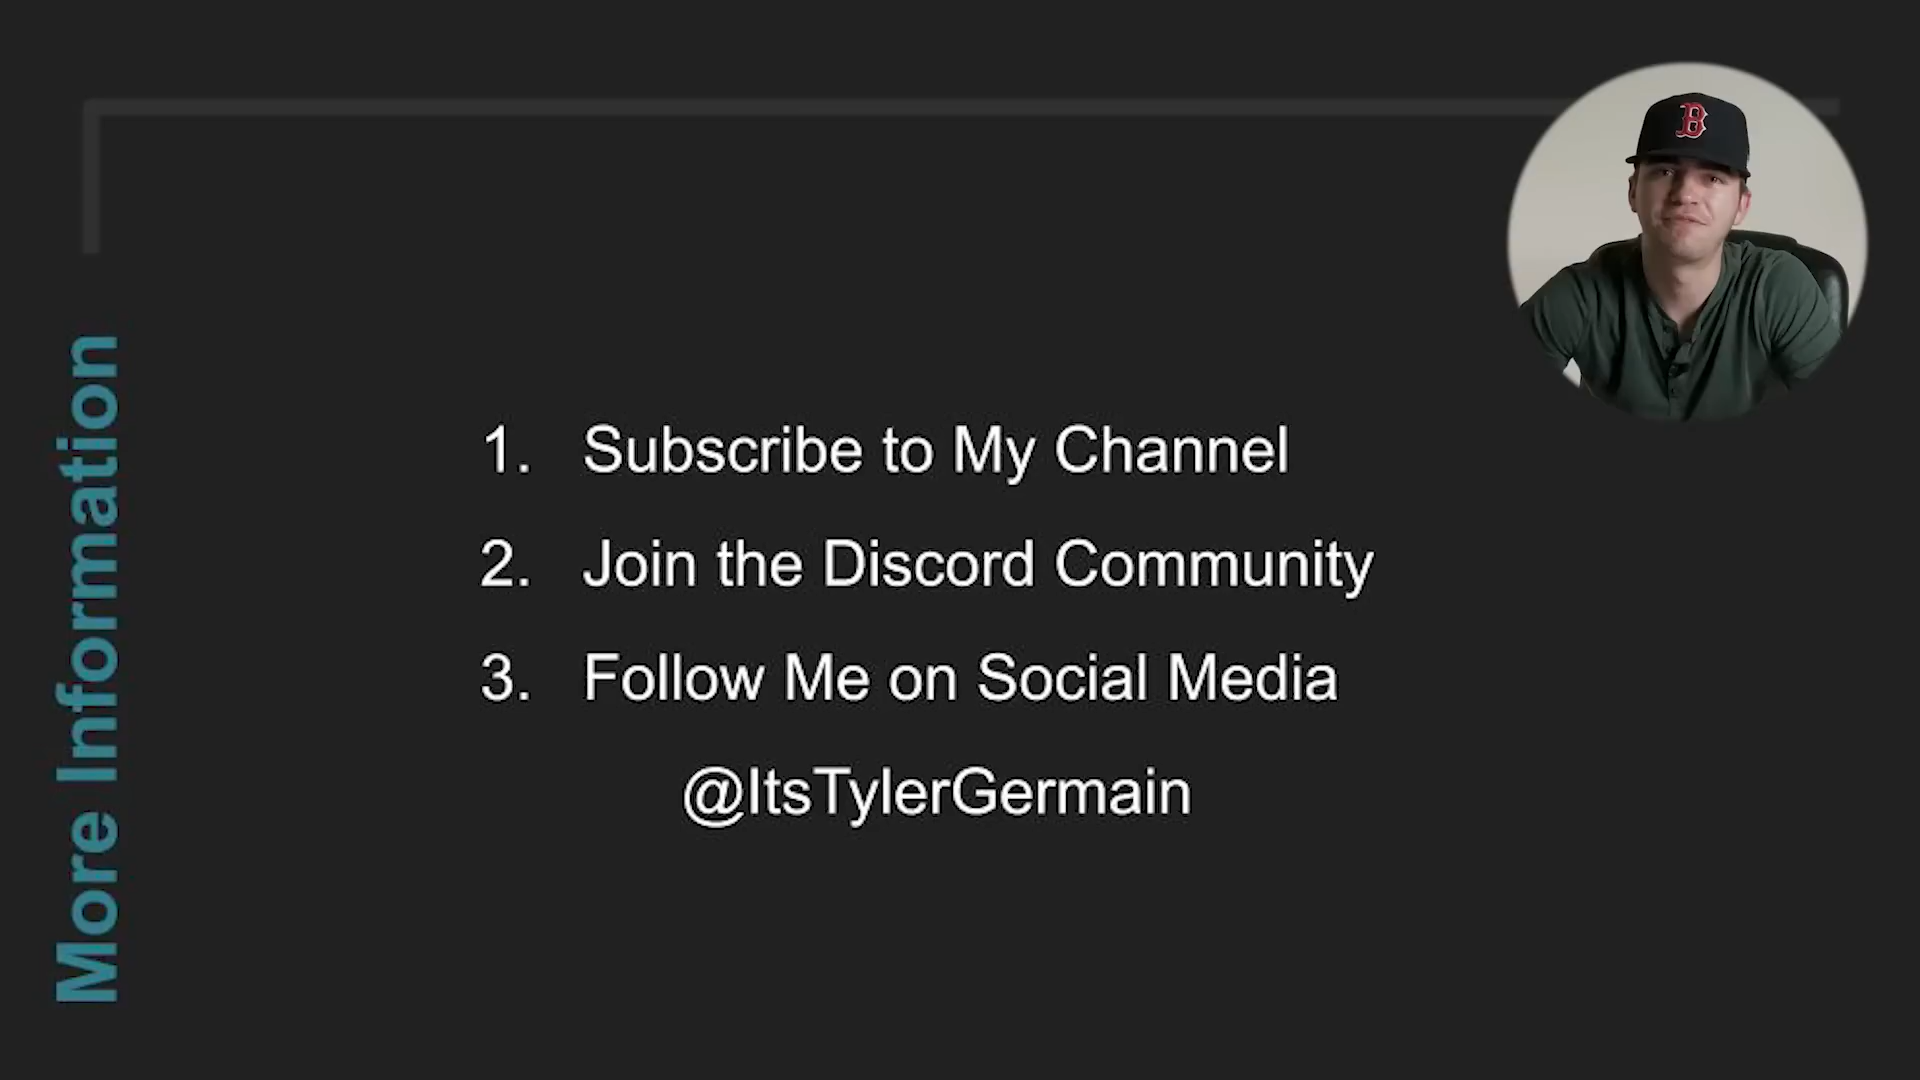 More Information
B
1. Subscribe to My Channel
2. Join the Discord Community
3. Follow Me on Social Media
@ItsTylerGermain